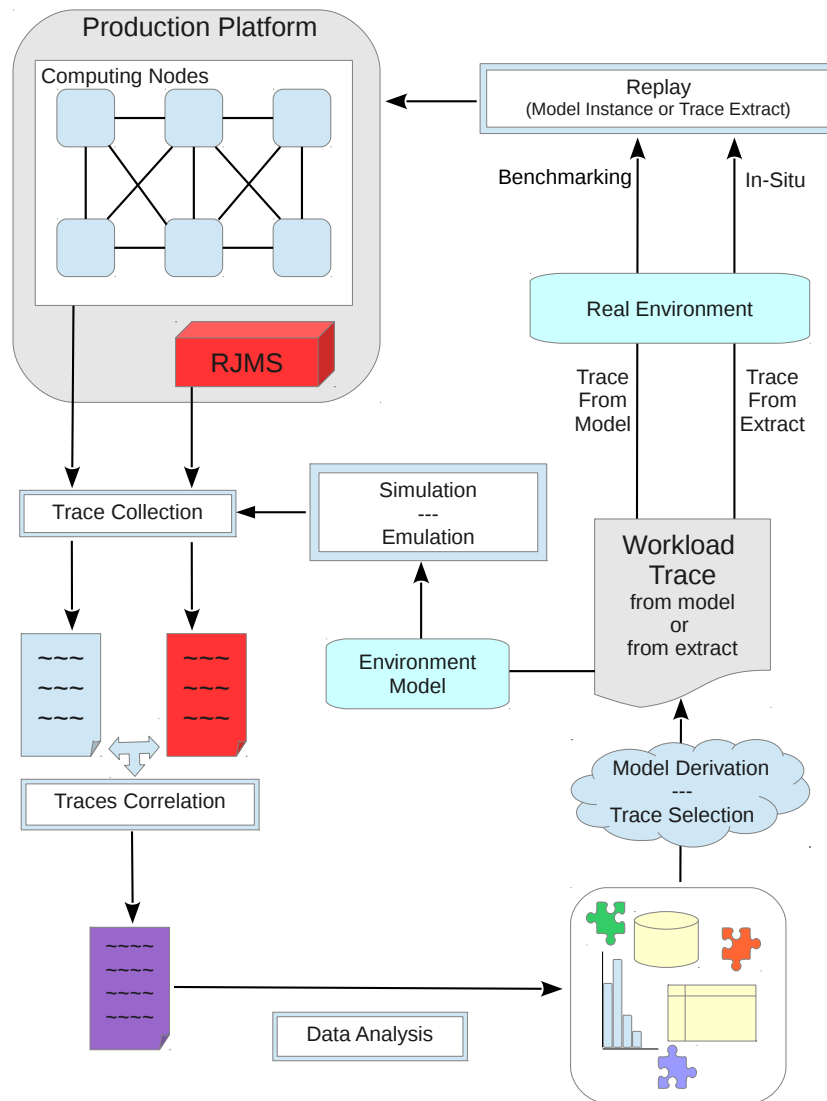 Production Platform
Computing Nodes
RJMS
Replay
(Model Instance or Trace Extract)
Benchmarking
In-Situ
Real Environment
Trace
From
Model
Trace
From
Extract
Trace Collection
Simulation
---
Emulation
Workload
Trace
from model
or
from extract
Environment
Model
~~~
~~~
~~~
~~~
~~~
~~~
Traces Correlation
Model Derivation
---
Trace Selection
~~~~
~~~~
~~~~
~~~~
Data Analysis